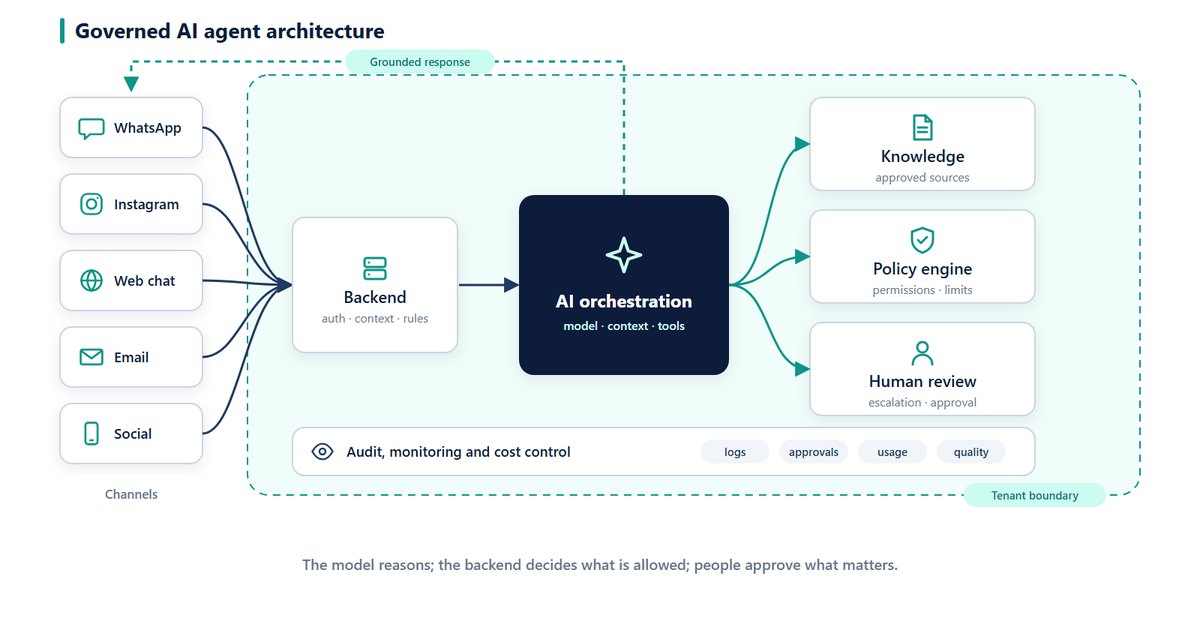 Governed AI agent architecture
Grounded response
WhatsApp
Instagram
Web chat
Email
Social
Channels
Backend
auth · context · rules
AI orchestration
model · context · tools
Knowledge
approved sources
Policy engine
permissions · limits
Human review
escalation · approval
Audit, monitoring and cost control
logs
approvals
usage
quality
Tenant boundary
The model reasons; the backend decides what is allowed; people approve what matters.